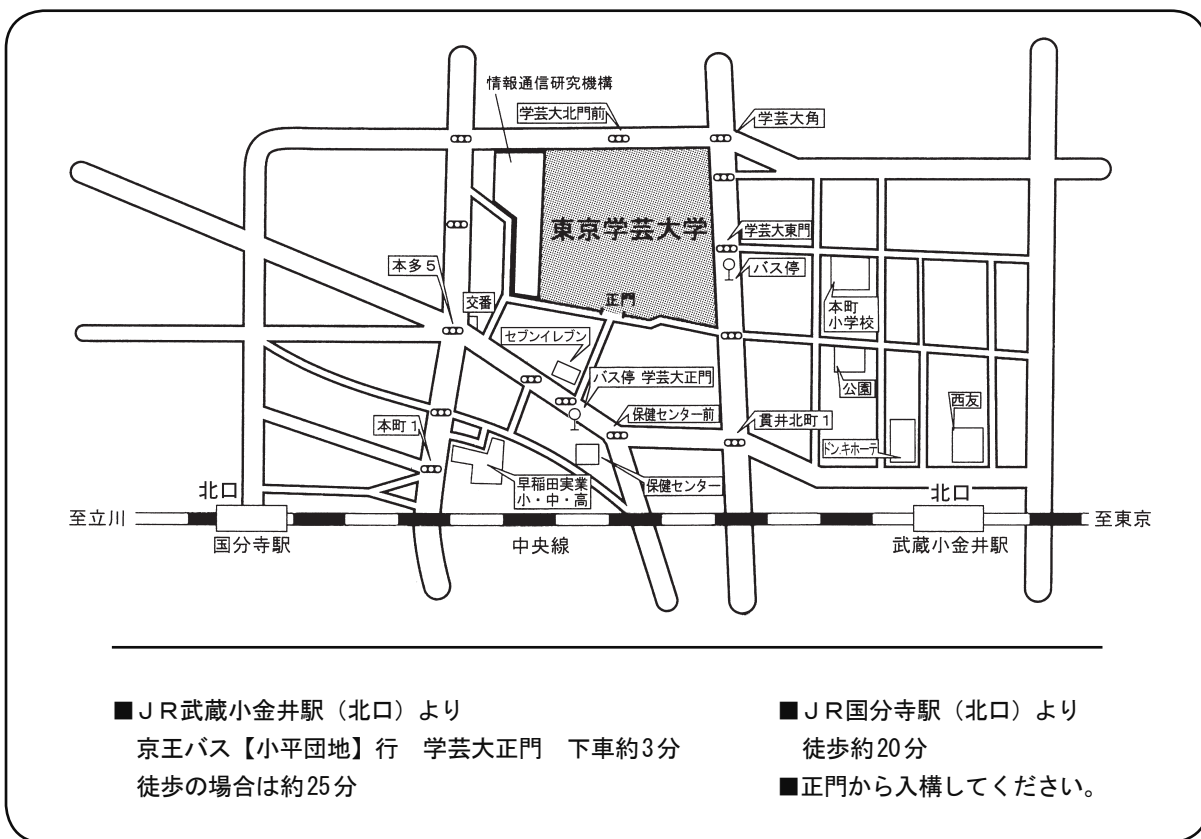 情報通信研究機構
学芸大北門前
学芸大角
東京学芸大学
学芸大東門
バス停
本多5
交番
正門
本町
小学校
セブンイレブン
バス停 学芸大正門
公園
保健センター前
貫井北町1
西友
本町1
ドン.キホーテ
早稲田実業
小・中・高
保健センター
北口
北口
至立川
至東京
国分寺駅
中央線
武蔵小金井駅
■JR武蔵小金井駅（北口）より
京王バス【小平団地】行　学芸大正門　下車約3分
徒歩の場合は約25分
■JR国分寺駅（北口）より
徒歩約20分
■正門から入構してください。